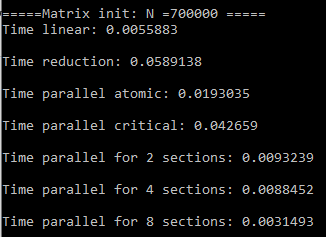 =====Matrix init: N =700000 =====
Time linear: 0.0055883
Time reduction: 0.0589138
Time parallel atomic: 0.0193035
Time parallel critical: 0.042659
Time parallel for 2 sections: 0.0093239
Time parallel for 4 sections: 0.0088452
Time parallel for 8 sections: 0.0031493